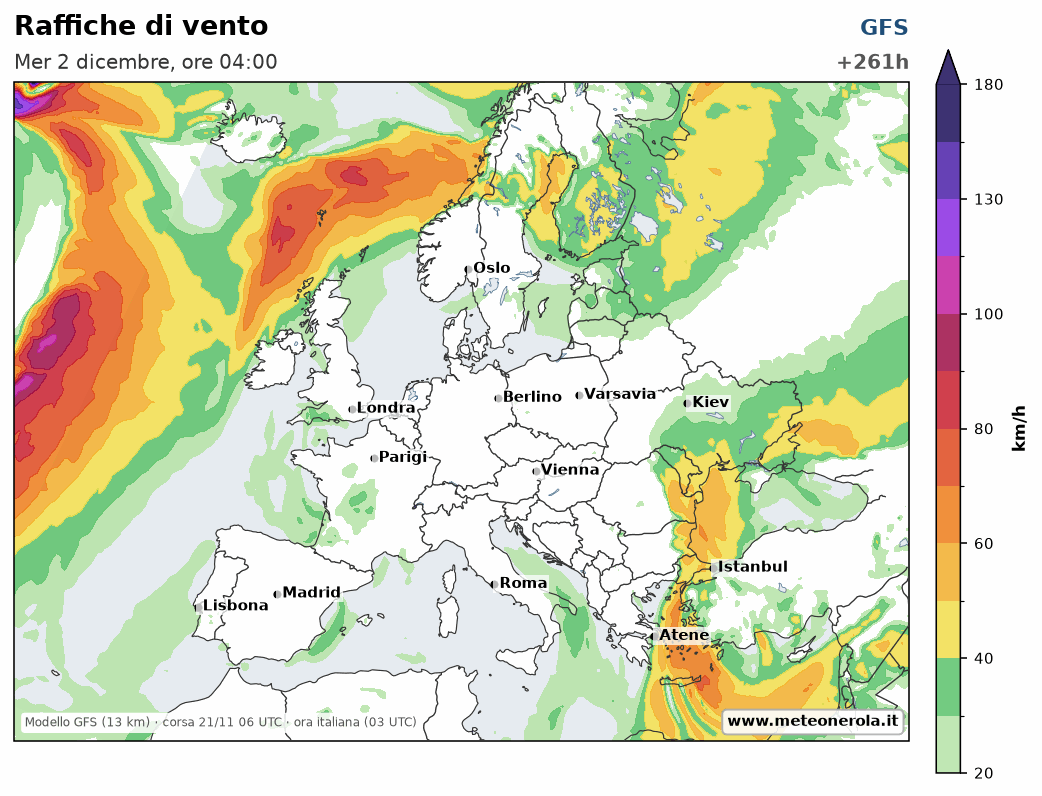 Raffiche di vento
GFS
Mer 2 dicembre, ore 04:00
+261h
180
130
100
80
60
40
20
km/h
Oslo
Berlino
Varsavia
Kiev
Londra
Parigi
Vienna
Istanbul
Roma
Madrid
Lisbona
Atene
Modello GFS (13 km) · corsa 21/11 06 UTC · ora italiana (03 UTC)
www.meteonerola.it